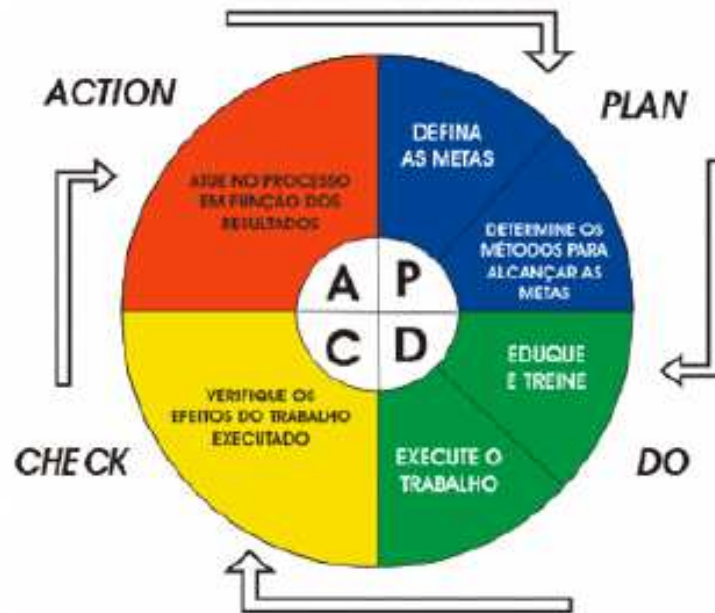 ACTION
PLAN
DEFINA
AS METAS
ATUE NO PROCESSO
EM FUNÇÃO DOS
RESULTADOS
DETERMINE OS
MÉTODOS PARA
ALCANÇAR AS
METAS
A P
C D
EDUQUE
E TREINE
VERIFIQUE OS
EFEITOS DO TRABALHO
EXECUTADO
EXECUTE O
TRABALHO
CHECK
DO